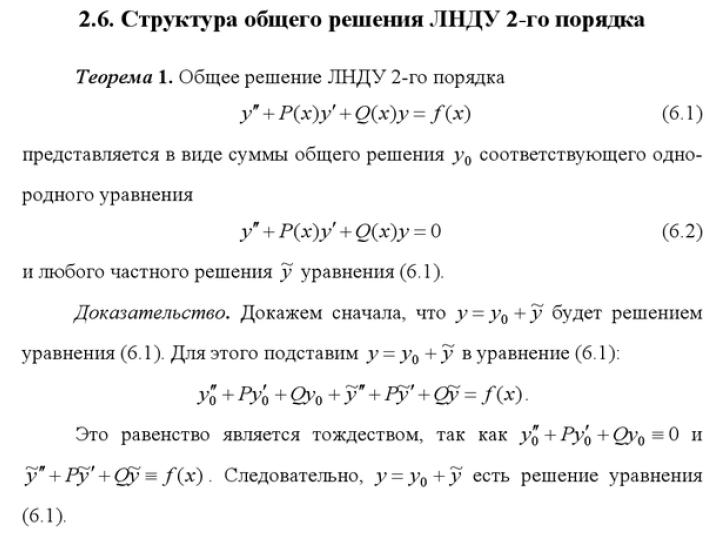 2.6. Структура общего решения ЛНДУ 2-го порядка
Теорема 1. Общее решение ЛНДУ 2-го порядка
y″ + P(x)y′ + Q(x)y = f(x) (6.1)
представляется в виде суммы общего решения y₀ соответствующего одно-
родного уравнения
y″ + P(x)y′ + Q(x)y = 0 (6.2)
и любого частного решения ỹ уравнения (6.1).
Доказательство. Докажем сначала, что y = y₀ + ỹ будет решением
уравнения (6.1). Для этого подставим y = y₀ + ỹ в уравнение (6.1):
y₀″ + Py₀′ + Qy₀ + ỹ″ + Pỹ′ + Qỹ = f(x).
Это равенство является тождеством, так как y₀″ + Py₀′ + Qy₀ ≡ 0 и
ỹ″ + Pỹ′ + Qỹ ≡ f(x). Следовательно, y = y₀ + ỹ есть решение уравнения
(6.1).